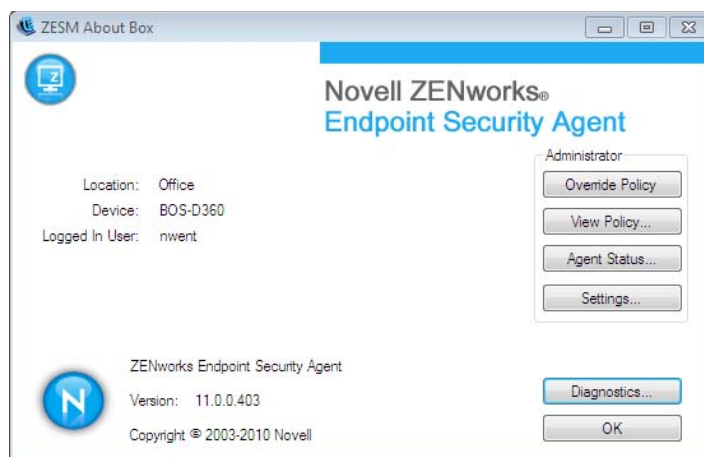 ZESM About Box
Novell ZENworks®
Endpoint Security Agent
Location: Office
Device: BOS-D360
Logged In User: nwent
Administrator
Override Policy
View Policy...
Agent Status...
Settings...
ZENworks Endpoint Security Agent
Version: 11.0.0.403
Copyright © 2003-2010 Novell
Diagnostics...
OK
Z
N